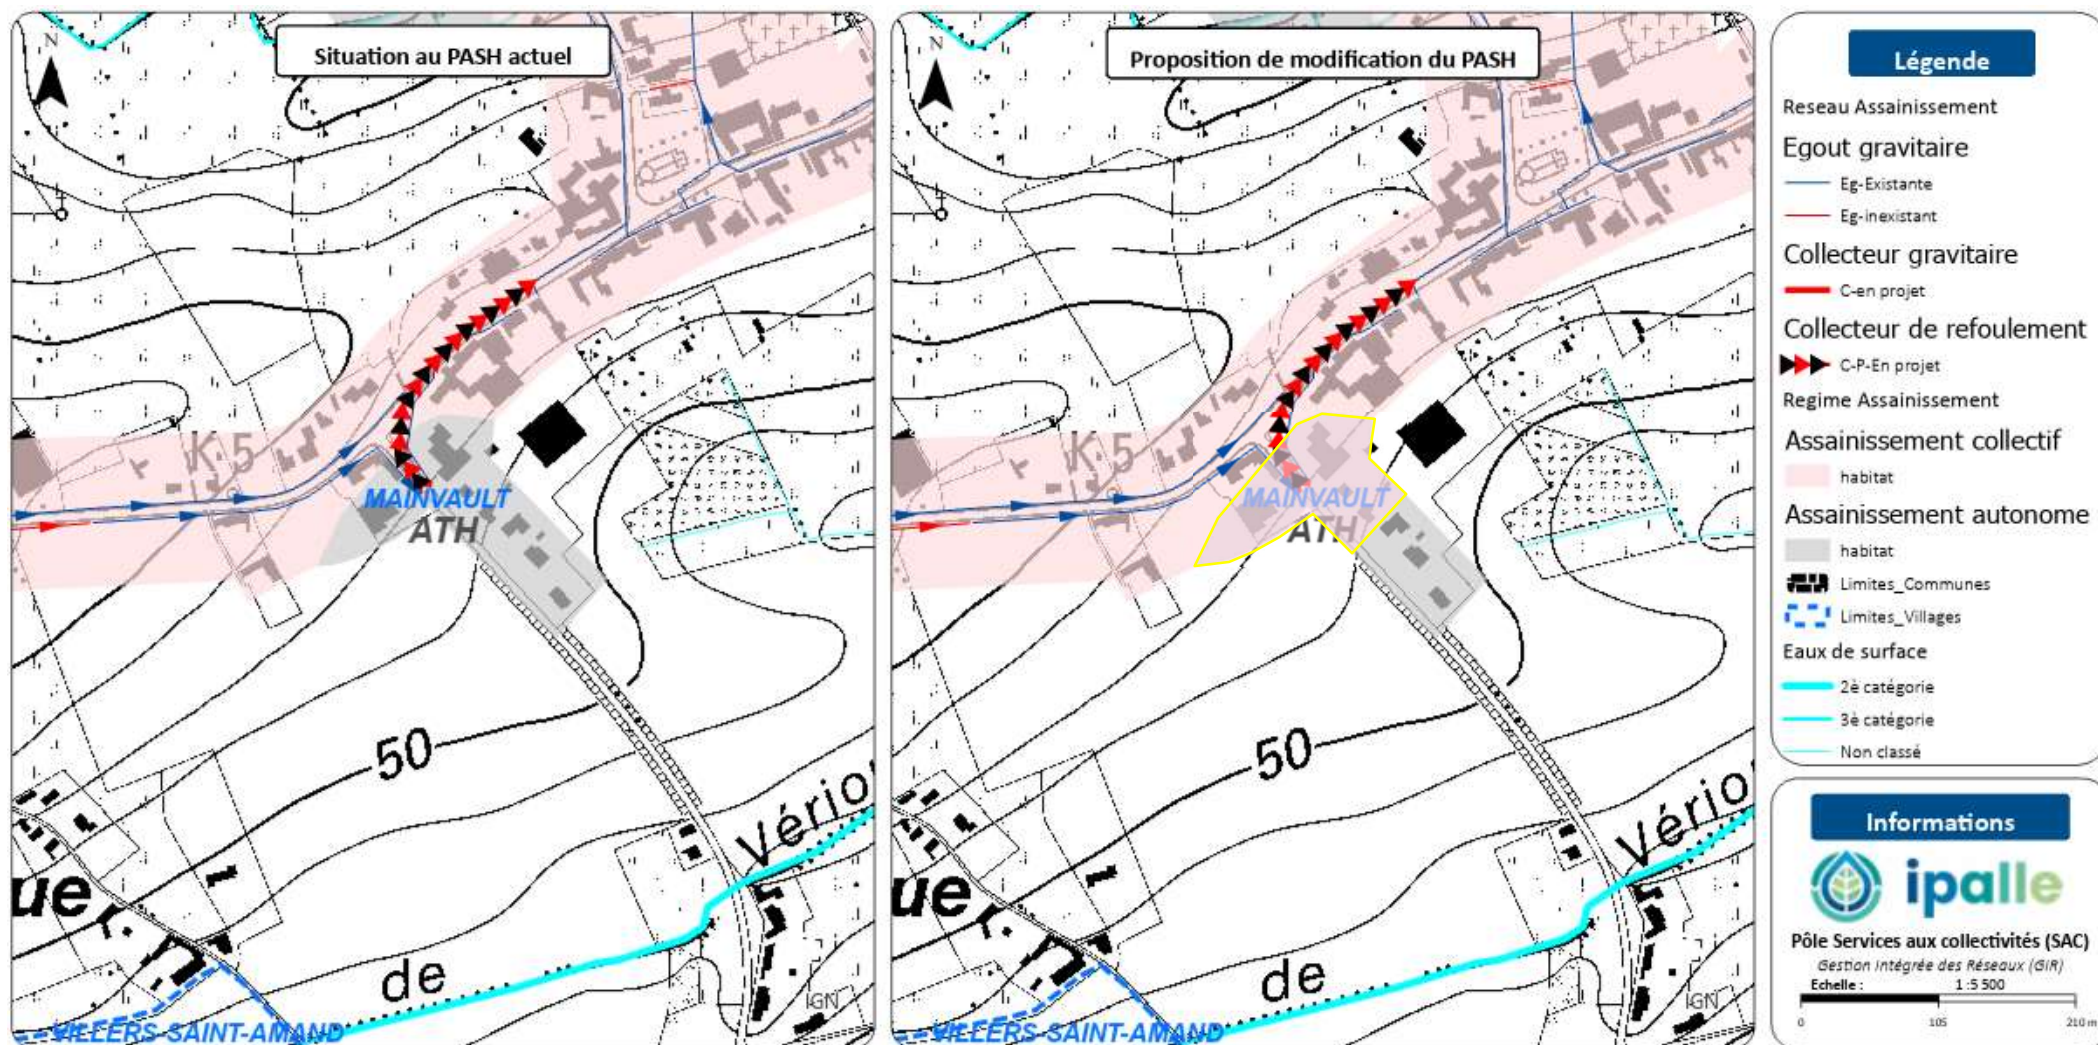 Situation au PASH actuel
N
K.5
MAINVAULT
ATH
50
Vério
ue
de
IGN
VILLERS-SAINT-AMAND
Proposition de modification du PASH
N
K.5
MAINVAULT
ATH
50
Vério
ue
de
IGN
VILLERS-SAINT-AMAND
Légende
Reseau Assainissement
Egout gravitaire
Eg-Existante
Eg-inexistant
Collecteur gravitaire
C-en projet
Collecteur de refoulement
C-P-En projet
Regime Assainissement
Assainissement collectif
habitat
Assainissement autonome
habitat
Limites_Communes
Limites_Villages
Eaux de surface
2è catégorie
3è catégorie
Non classé
Informations
ipalle
Pôle Services aux collectivités (SAC)
Gestion Intégrée des Réseaux (GIR)
Echelle : 1:5 500
0 105 210 m